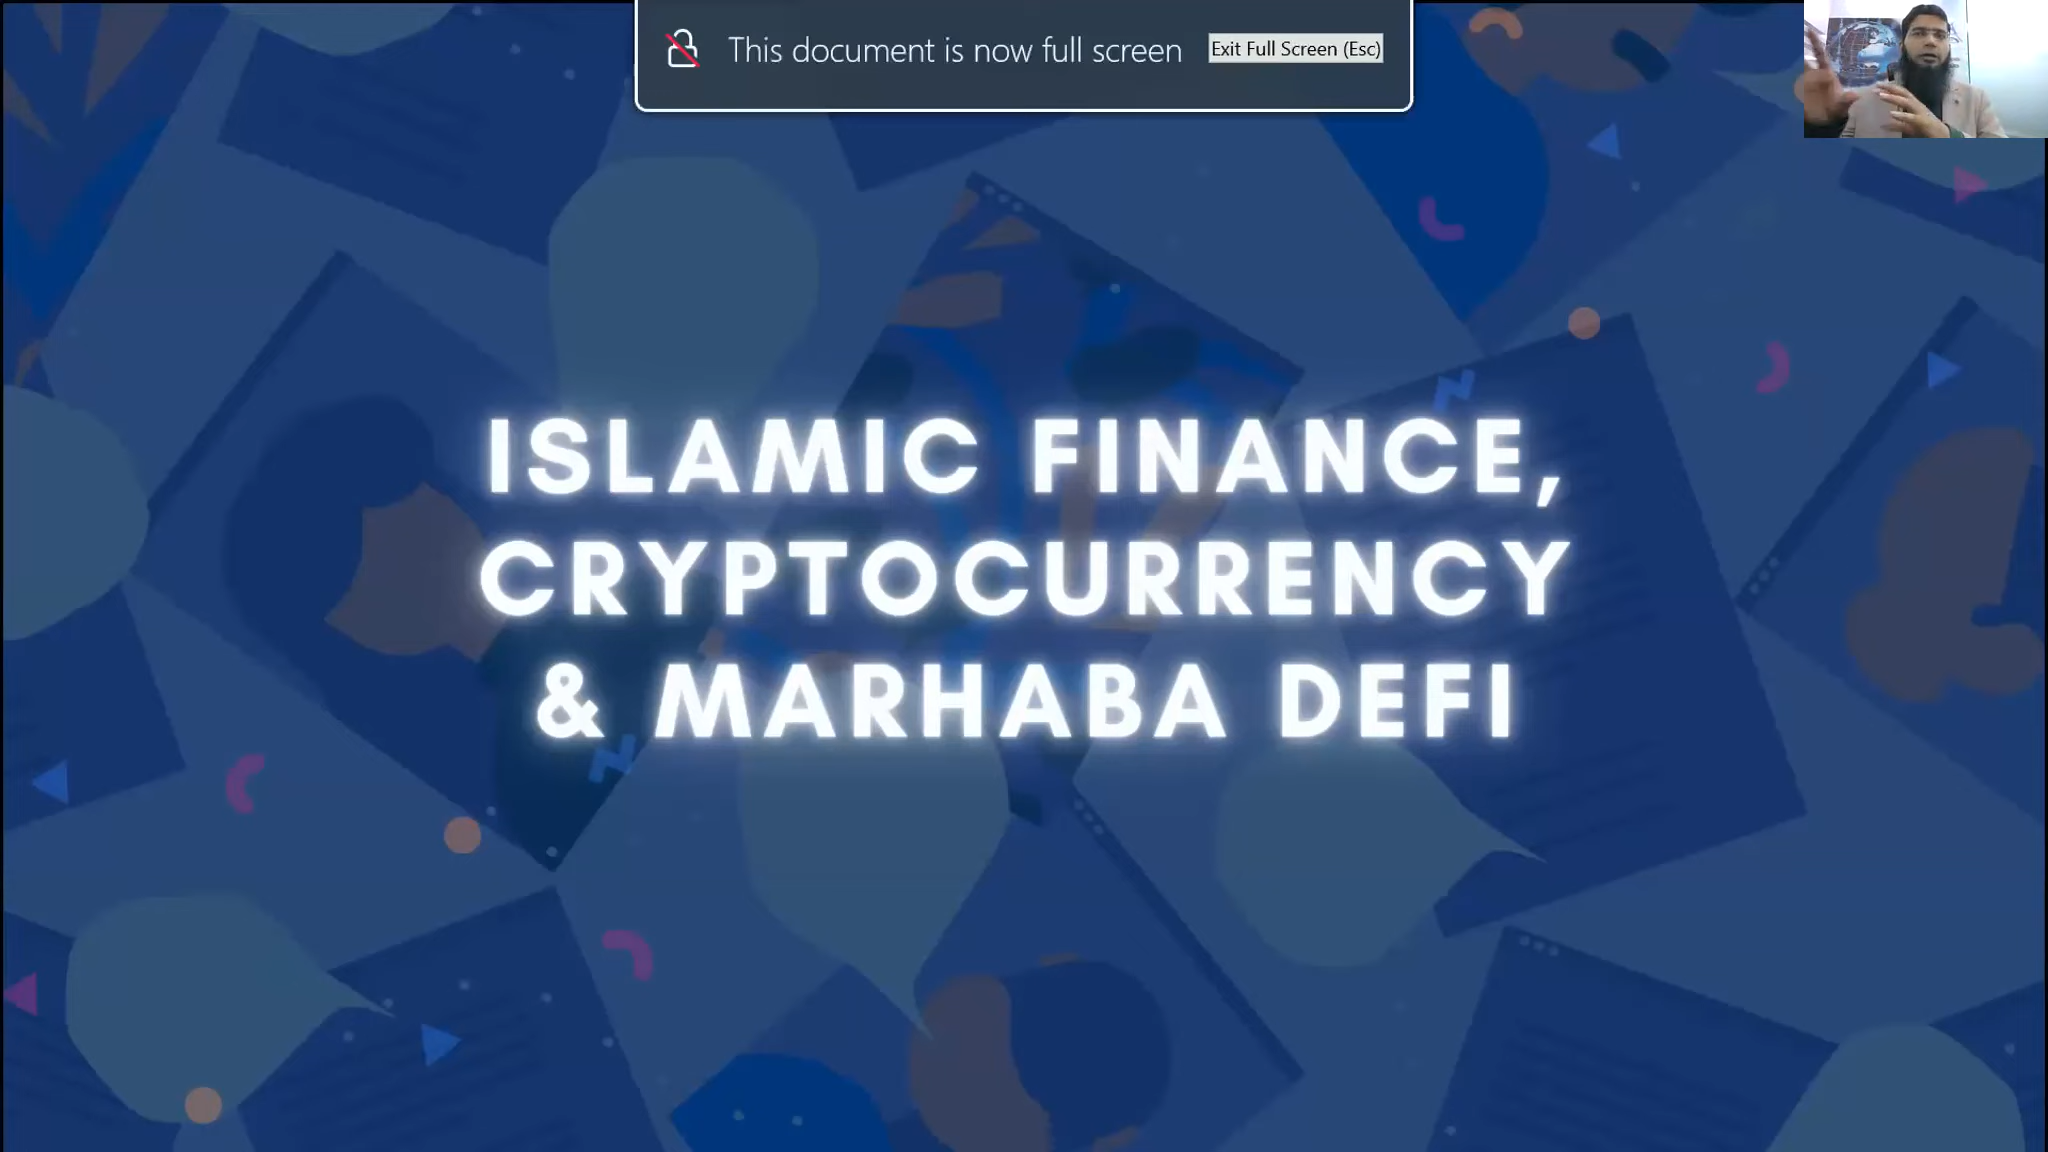 This document is now full screen Exit Full Screen (Esc)
ISLAMIC FINANCE,
CRYPTOCURRENCY
& MARHABA DEFI